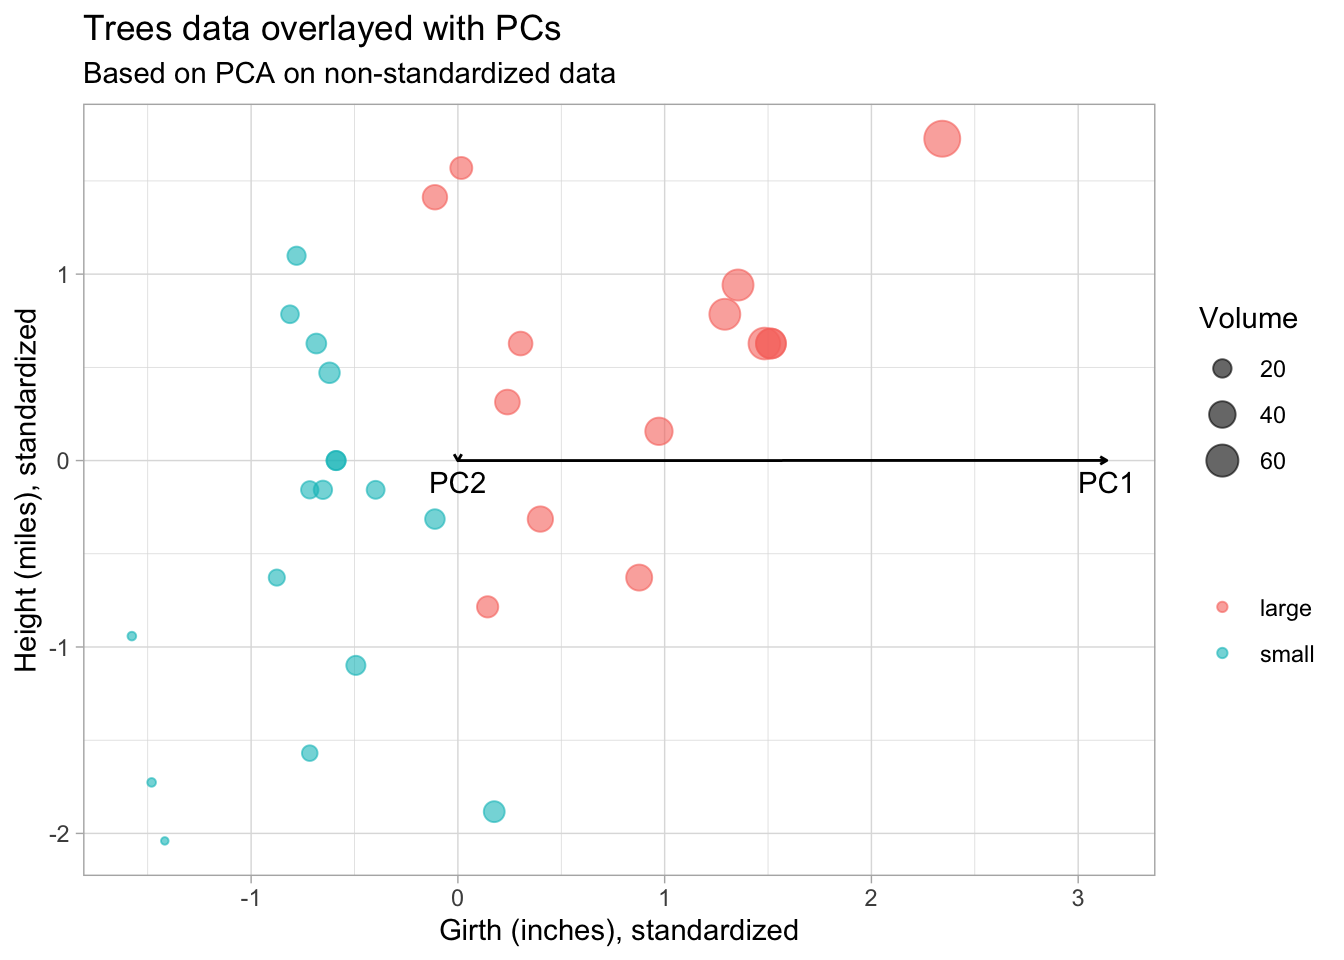 Trees data overlayed with PCs
Based on PCA on non-standardized data
Height (miles), standardized
1
0
-1
-2
PC2
PC1
-1
0
1
2
3
Girth (inches), standardized
Volume
20
40
60
large
small